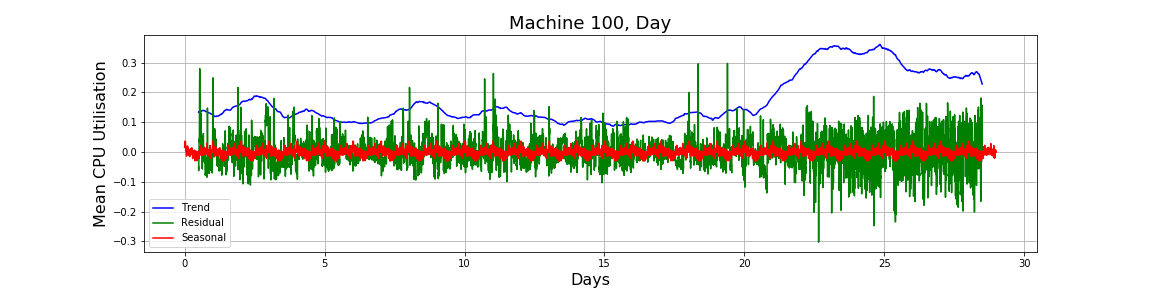 Machine 100, Day
Mean CPU Utilisation
0.3
0.2
0.1
0.0
−0.1
−0.2
−0.3
Trend
Residual
Seasonal
0 5 10 15 20 25 30
Days